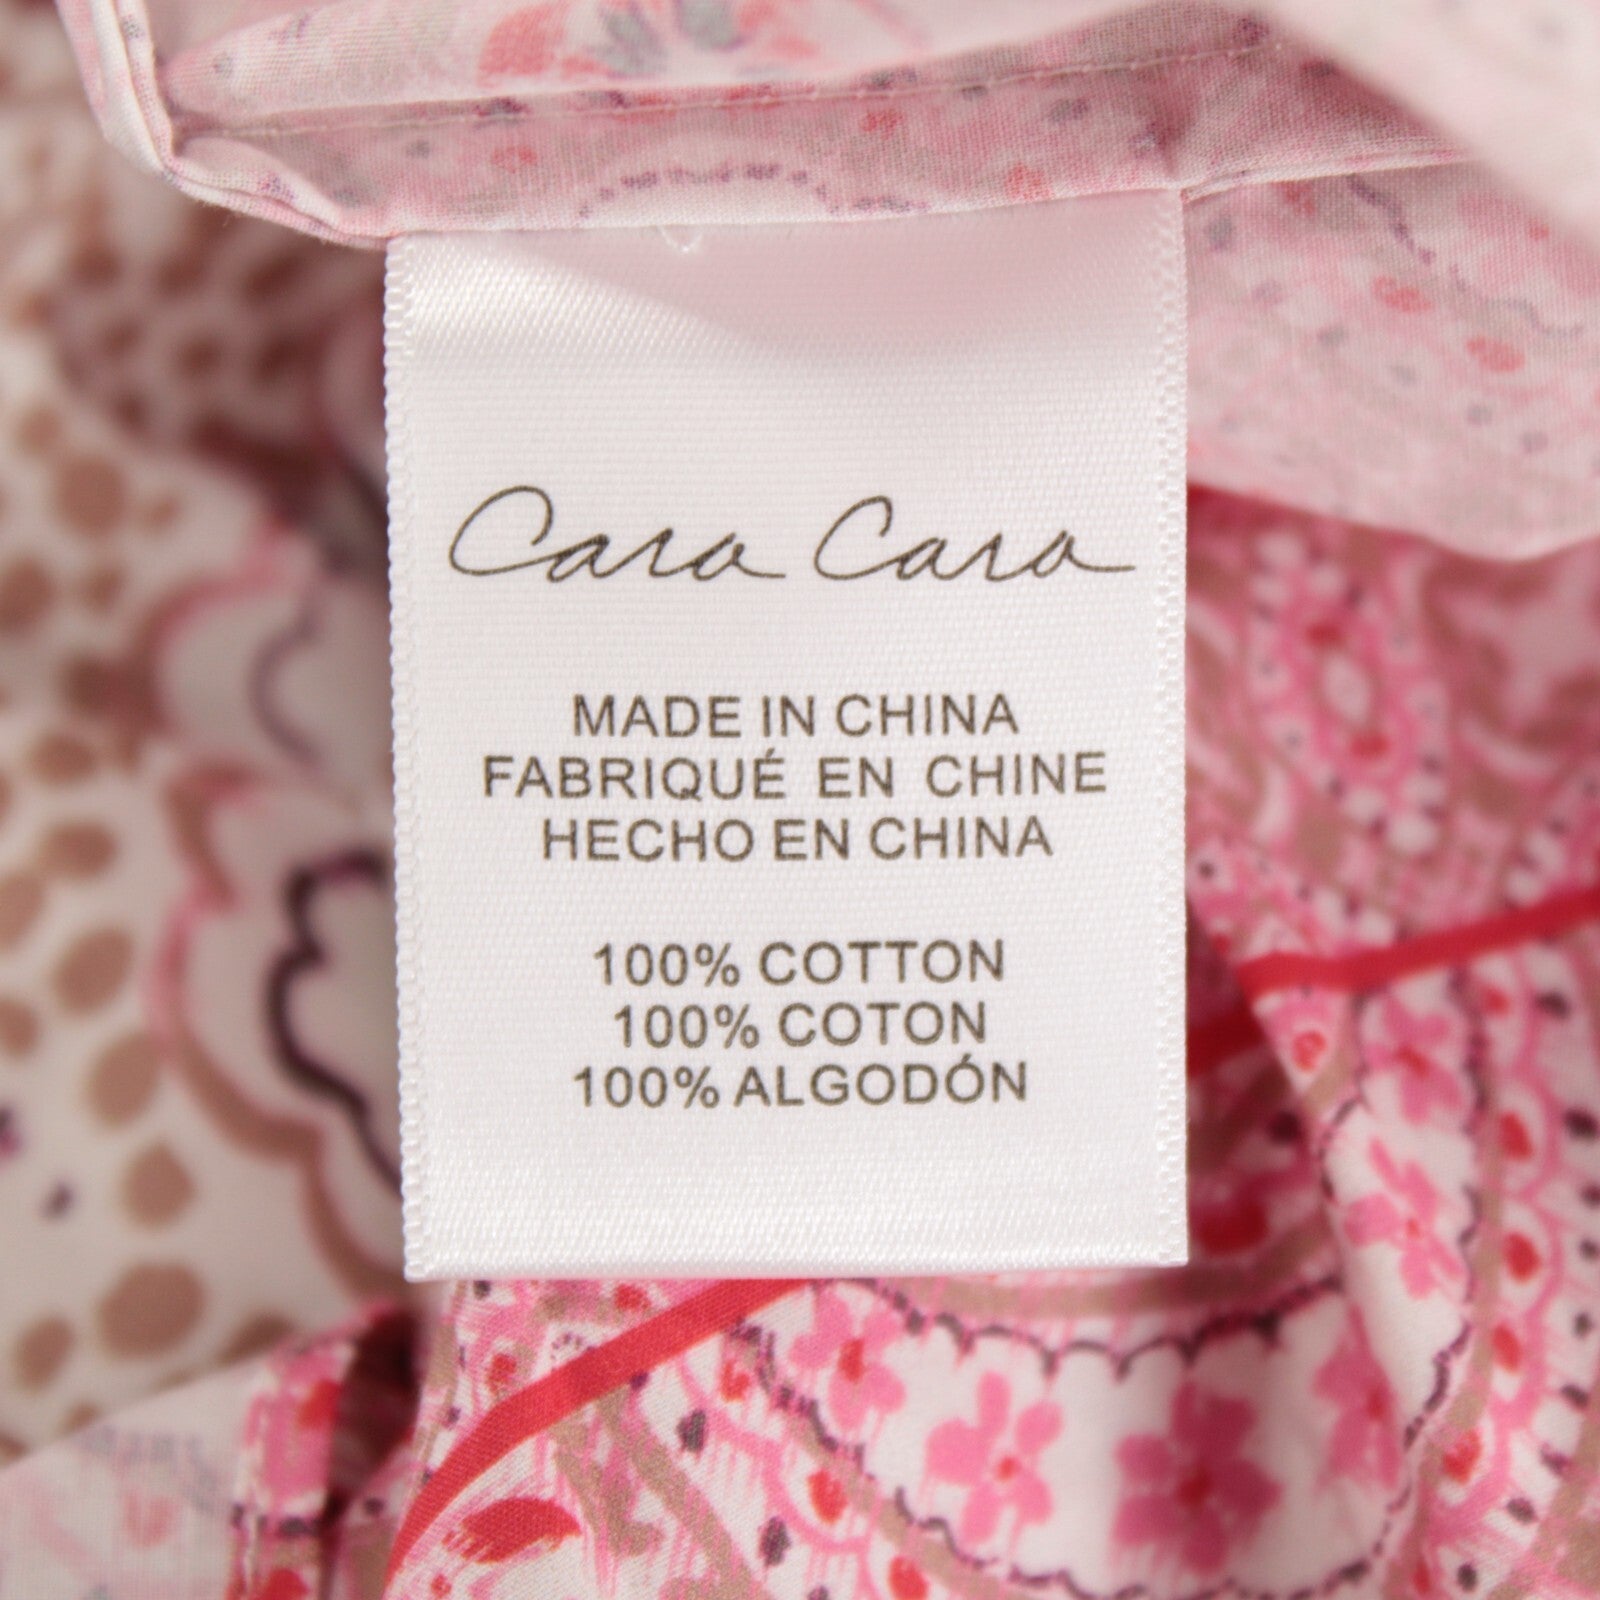 Cara Cara
MADE IN CHINA
FABRIQUÉ EN CHINE
HECHO EN CHINA
100% COTTON
100% COTON
100% ALGODÓN